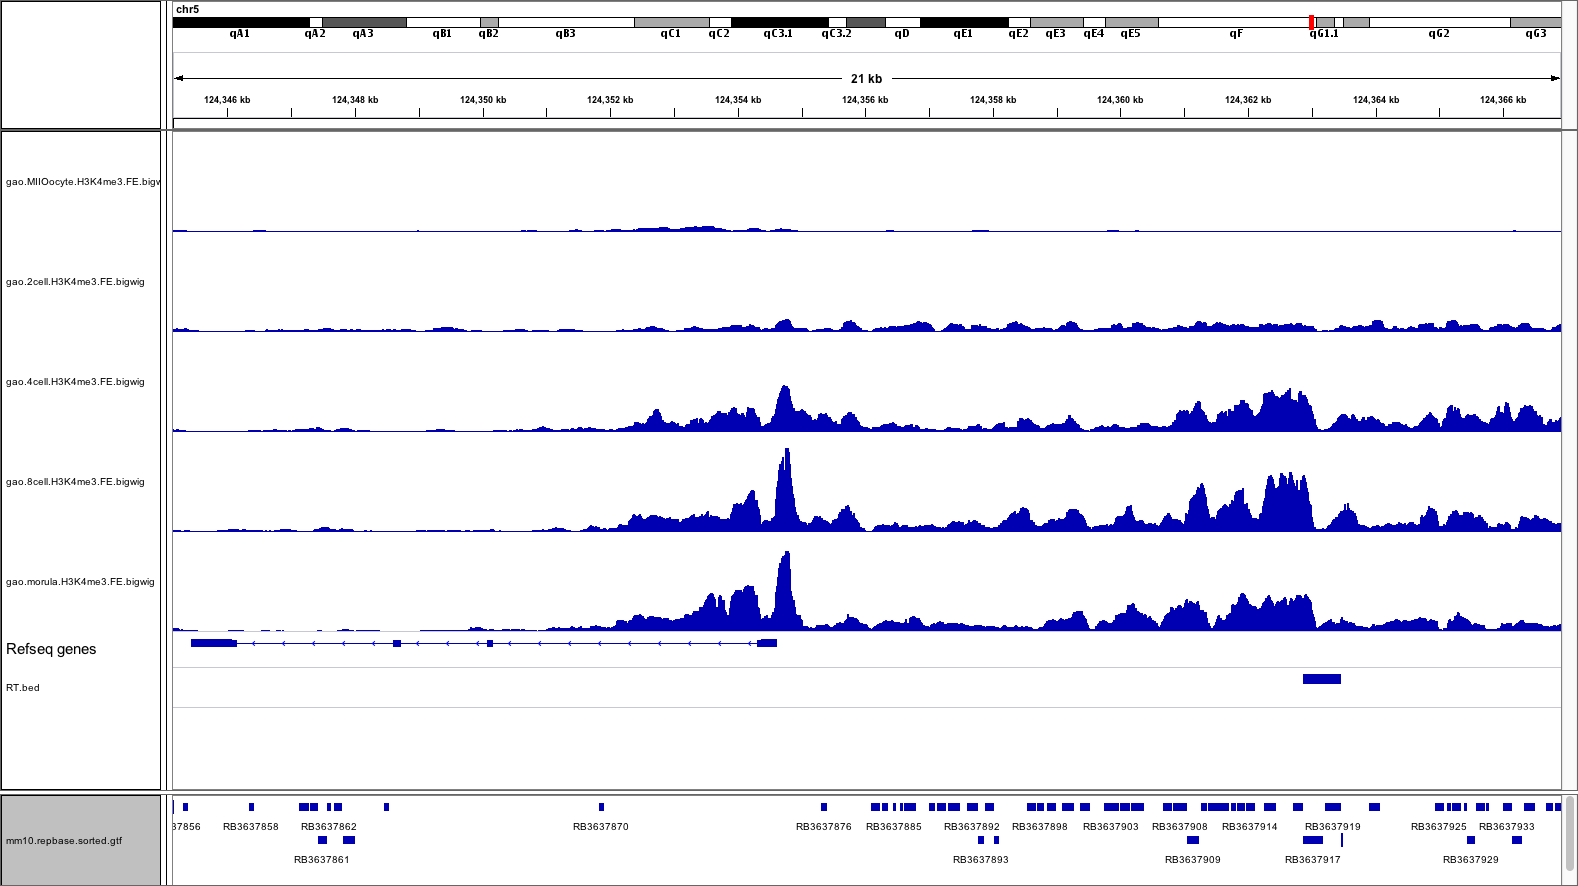 chr5
qA1 qA2 qA3 qB1 qB2 qB3 qC1 qC2 qC3.1 qC3.2 qD qE1 qE2 qE3 qE4 qE5 qF qG1.1 qG2 qG3
21 kb
124,346 kb 124,348 kb 124,350 kb 124,352 kb 124,354 kb 124,356 kb 124,358 kb 124,360 kb 124,362 kb 124,364 kb 124,366 kb
gao.MIIOocyte.H3K4me3.FE.bigw
gao.2cell.H3K4me3.FE.bigwig
gao.4cell.H3K4me3.FE.bigwig
gao.8cell.H3K4me3.FE.bigwig
gao.morula.H3K4me3.FE.bigwig
Refseq genes
RT.bed
mm10.repbase.sorted.gtf
37856 RB3637858 RB3637862 RB3637870 RB3637876 RB3637885 RB3637892 RB3637898 RB3637903 RB3637908 RB3637914 RB3637919 RB3637925 RB3637933
RB3637861 RB3637893 RB3637909 RB3637917 RB3637929